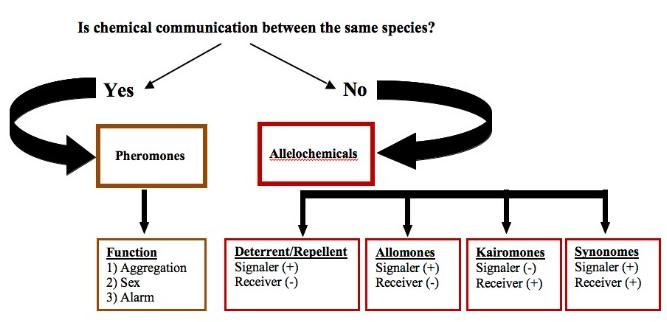 Is chemical communication between the same species?
Yes
No
Pheromones
Allelochemicals
Function
1) Aggregation
2) Sex
3) Alarm
Deterrent/Repellent
Signaler (+)
Receiver (-)
Allomones
Signaler (+)
Receiver (-)
Kairomones
Signaler (-)
Receiver (+)
Synonomes
Signaler (+)
Receiver (+)